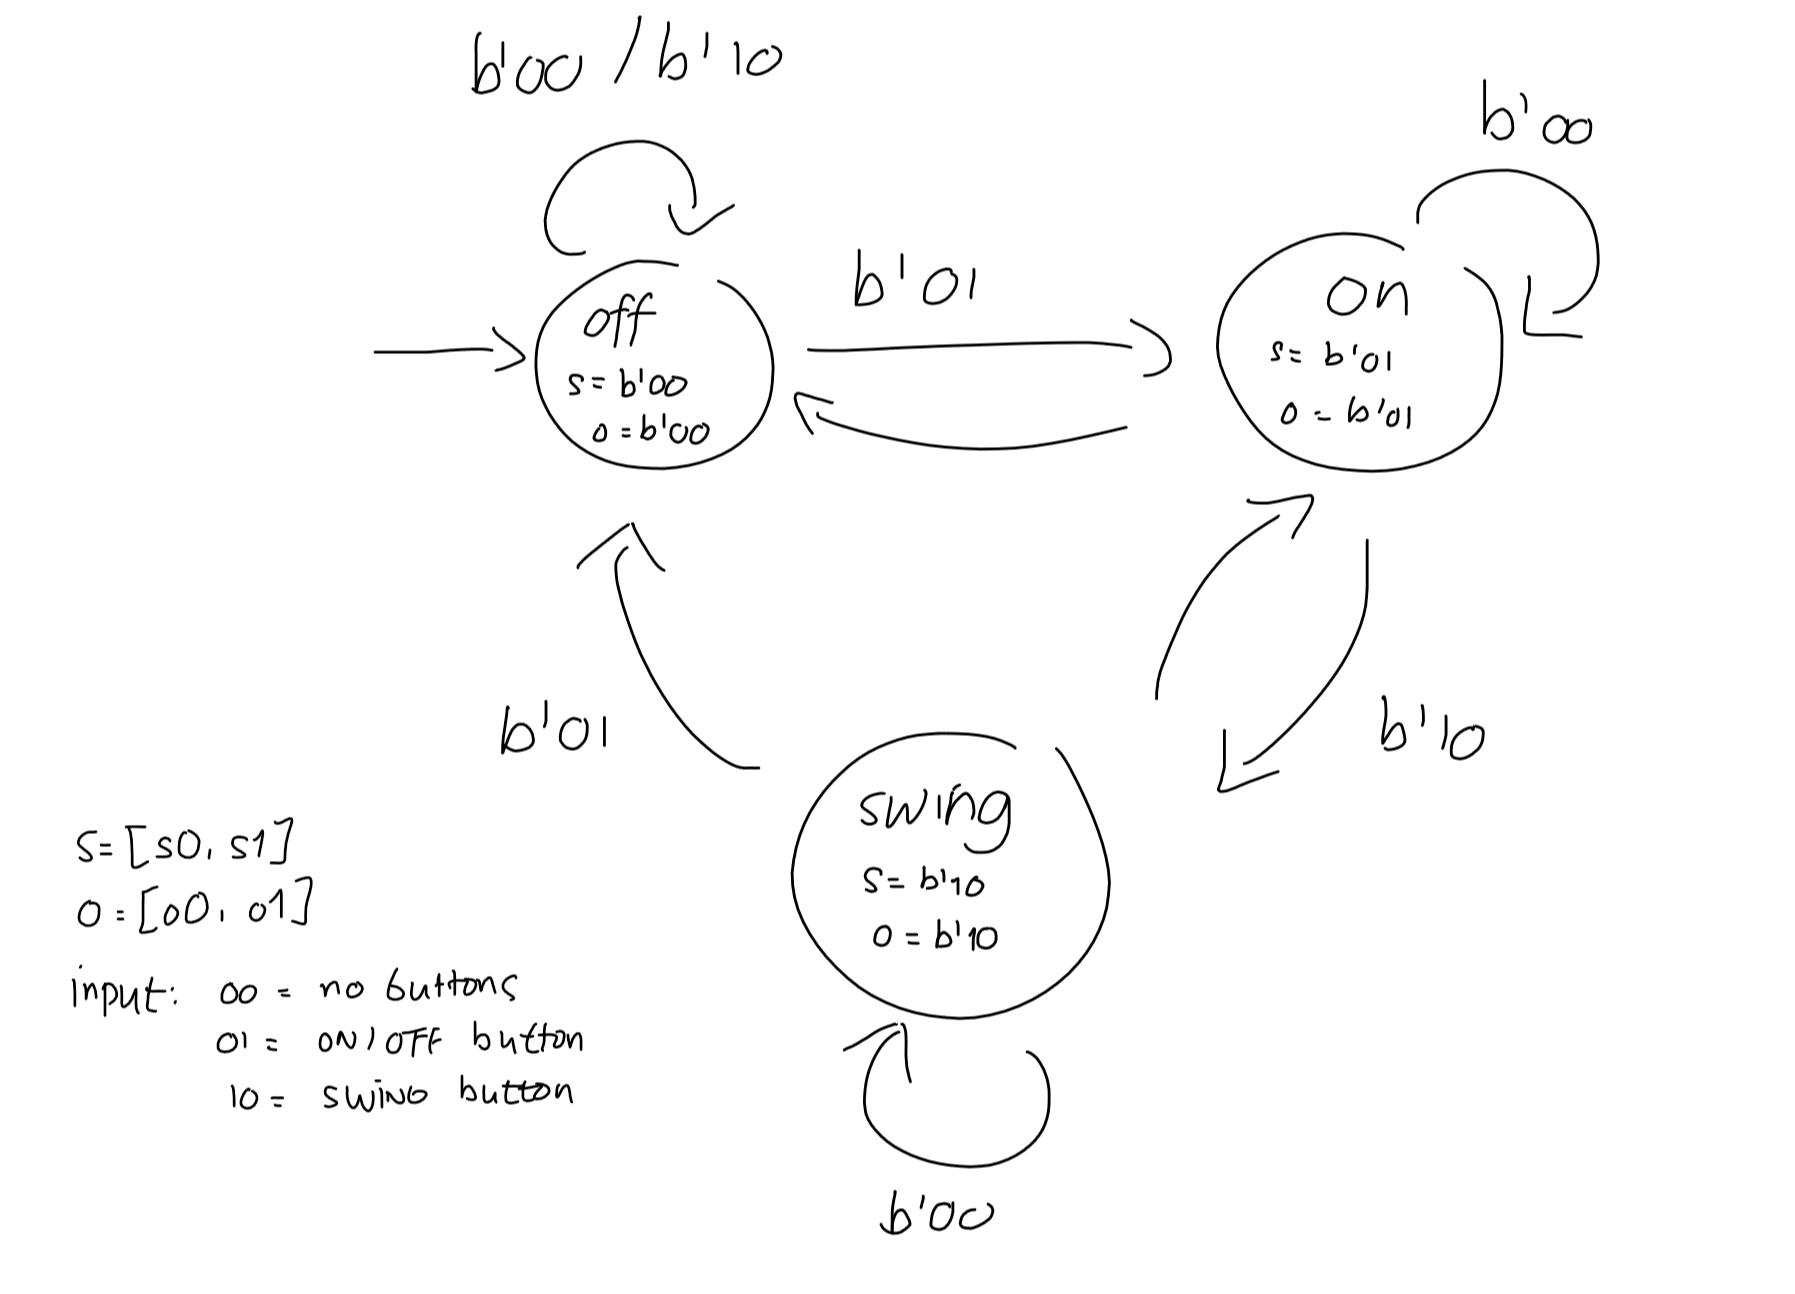 b'00 / b'10
b'00
b'01
off
s= b'00
o = b'00
on
s= b'01
o = b'01
b'01
b'10
swing
s= b'10
o = b'10
s= [s0, s1]
o = [o0, o1]
input: 00 = no buttons
01 = ON/OFF button
10 = SWING button
b'00